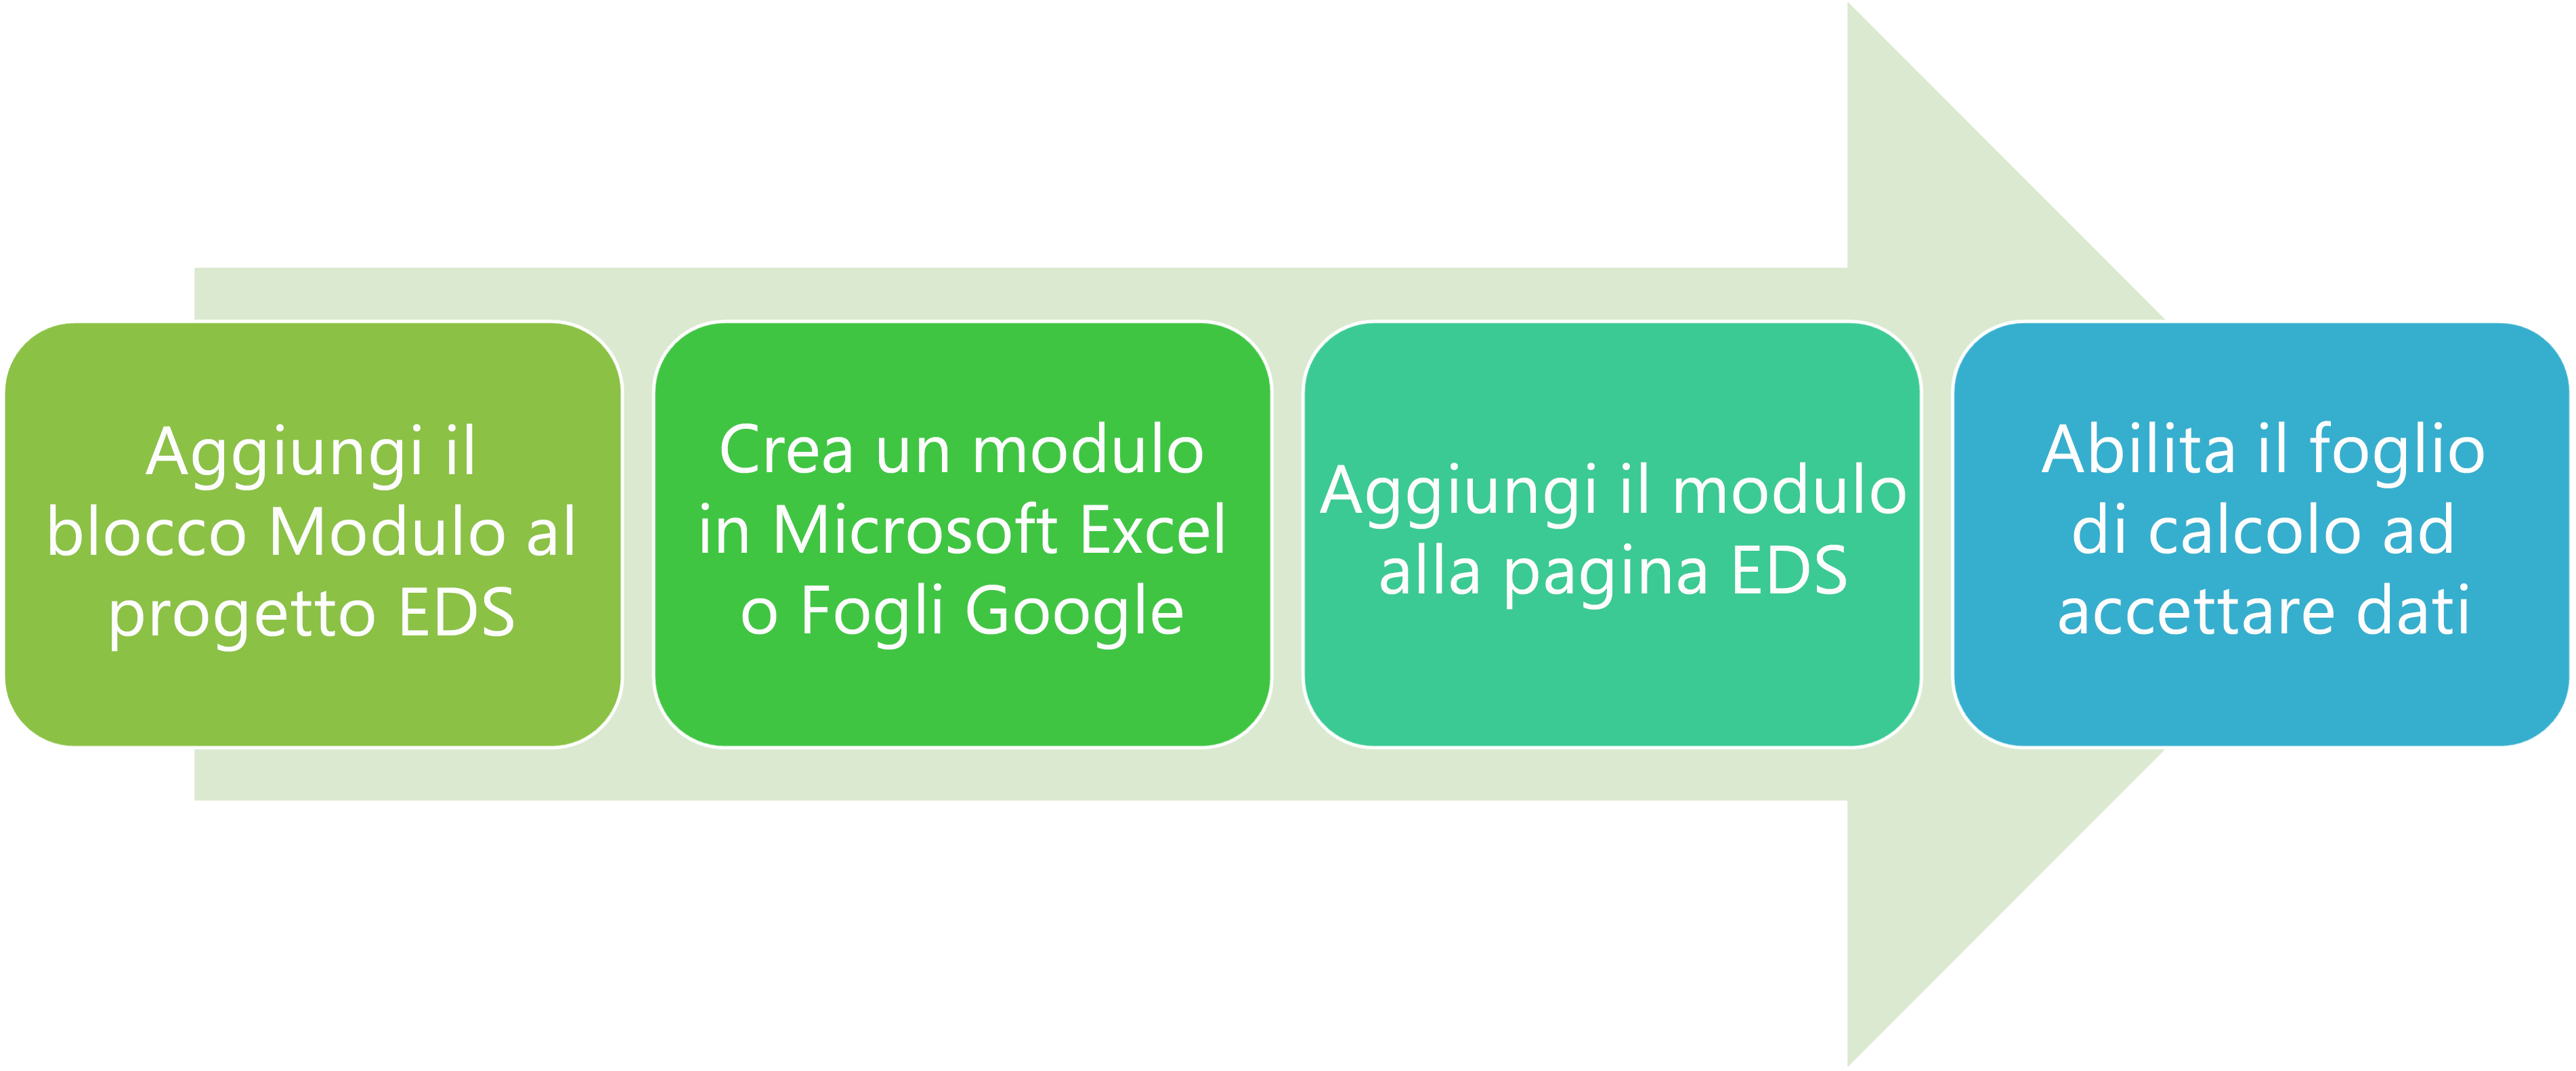 Aggiungi il
blocco Modulo al
progetto EDS
Crea un modulo
in Microsoft Excel
o Fogli Google
Aggiungi il modulo
alla pagina EDS
Abilita il foglio
di calcolo ad
accettare dati